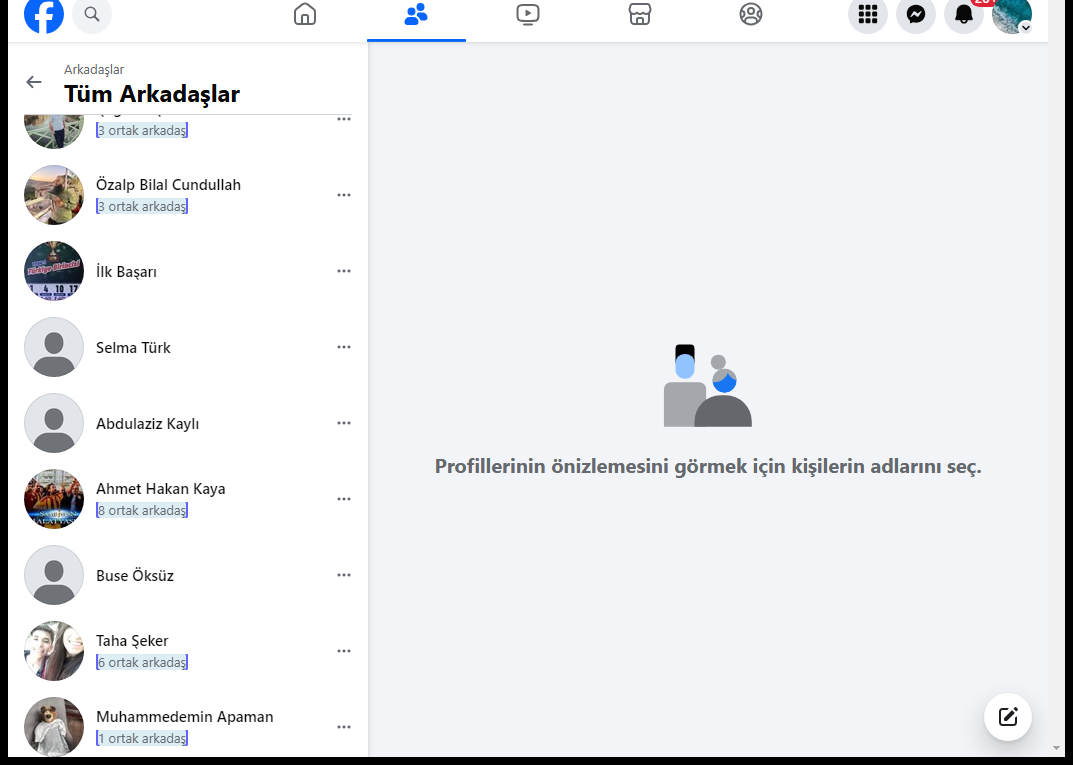 Arkadaşlar
Tüm Arkadaşlar
3 ortak arkadaş
Özalp Bilal Cundullah
3 ortak arkadaş
İlk Başarı
Selma Türk
Abdulaziz Kaylı
Ahmet Hakan Kaya
8 ortak arkadaş
Buse Öksüz
Taha Şeker
6 ortak arkadaş
Muhammedemin Apaman
1 ortak arkadaş
Profillerinin önizlemesini görmek için kişilerin adlarını seç.